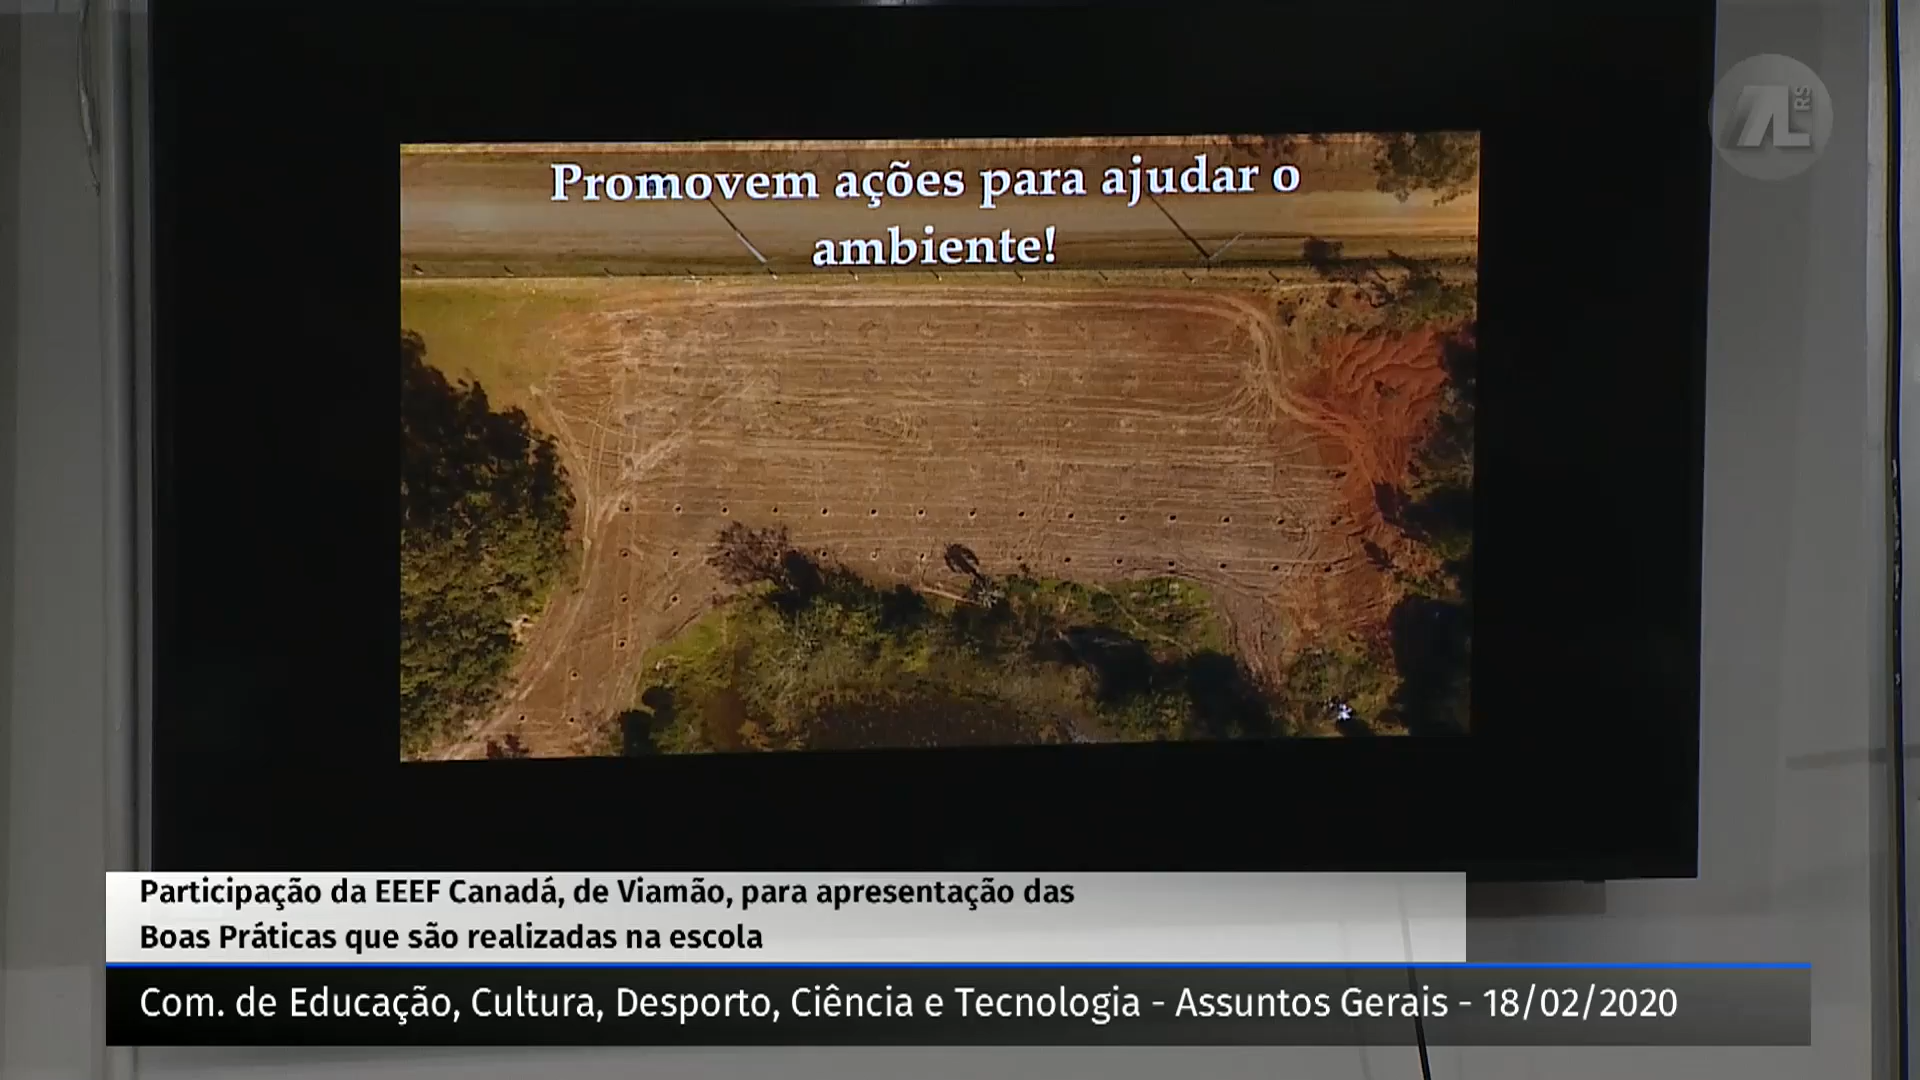 Promovem ações para ajudar o
ambiente!
RS
Participação da EEEF Canadá, de Viamão, para apresentação das
Boas Práticas que são realizadas na escola
Com. de Educação, Cultura, Desporto, Ciência e Tecnologia - Assuntos Gerais - 18/02/2020